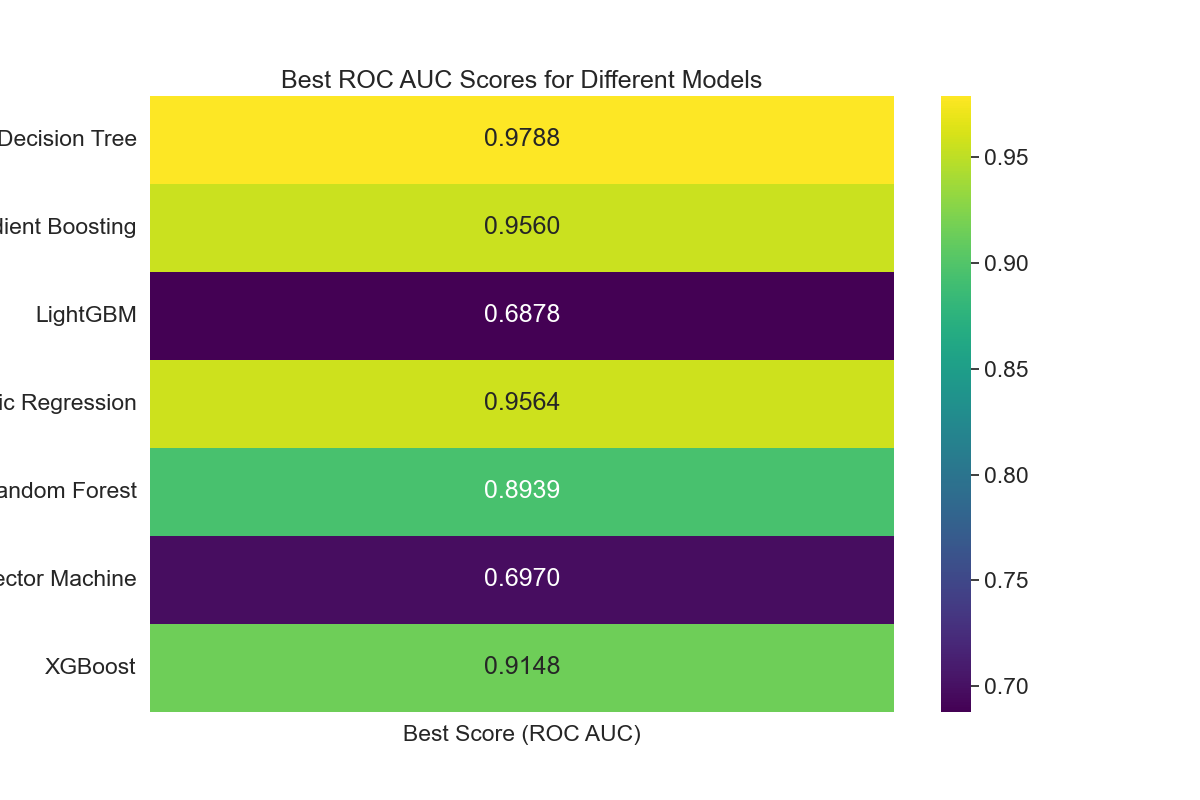 Best ROC AUC Scores for Different Models
Decision Tree 0.9788
dient Boosting 0.9560
LightGBM 0.6878
ic Regression 0.9564
andom Forest 0.8939
ector Machine 0.6970
XGBoost 0.9148
Best Score (ROC AUC)
0.95
0.90
0.85
0.80
0.75
0.70